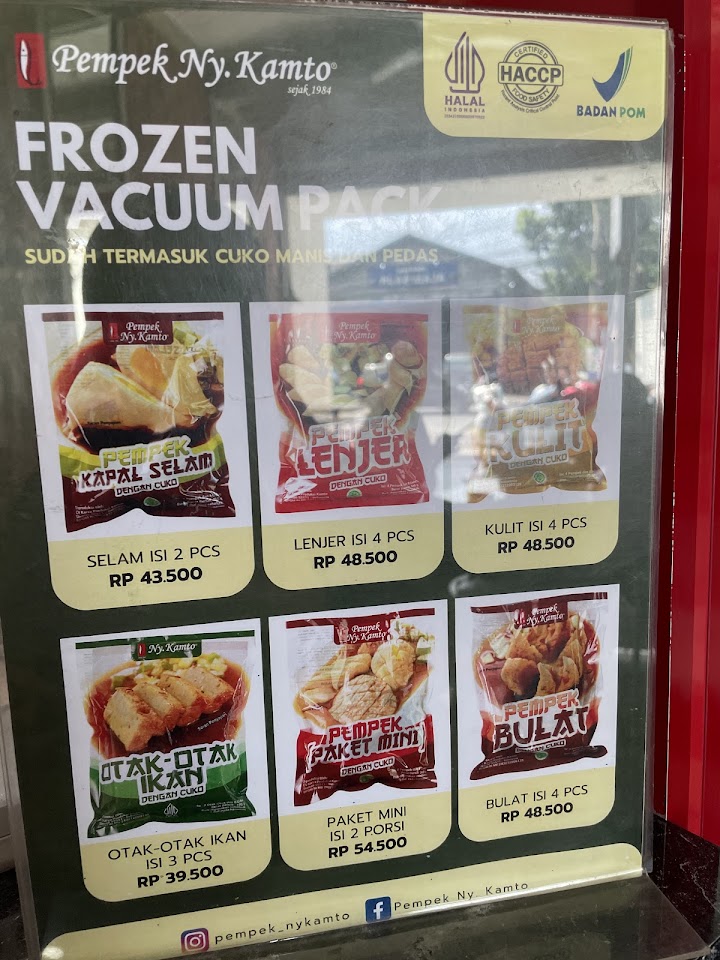 Pempek Ny. Kamto®
sejak 1984
HALAL
INDONESIA
CERTIFIED
HACCP
FOOD SAFETY
BADAN POM
FROZEN
VACUUM PACK
SUDAH TERMASUK CUKO MANIS DAN PEDAS
Pempek
Ny. Kamto
PEMPEK
KAPAL SELAM
DENGAN CUKO
SELAM ISI 2 PCS
RP 43.500
Pempek
Ny. Kamto
PEMPEK
LENJER
DENGAN CUKO
LENJER ISI 4 PCS
RP 48.500
Pempek
Ny. Kamto
PEMPEK
KULIT
DENGAN CUKO
KULIT ISI 4 PCS
RP 48.500
Ny. Kamto
OTAK-OTAK
IKAN
DENGAN CUKO
OTAK-OTAK IKAN
ISI 3 PCS
RP 39.500
Pempek
Ny. Kamto
PEMPEK
PAKET MINI
DENGAN CUKO
PAKET MINI
ISI 2 PORSI
RP 54.500
Pempek
Ny. Kamto
PEMPEK
BULAT
DENGAN CUKO
BULAT ISI 4 PCS
RP 48.500
pempek_nykamto
Pempek Ny. Kamto